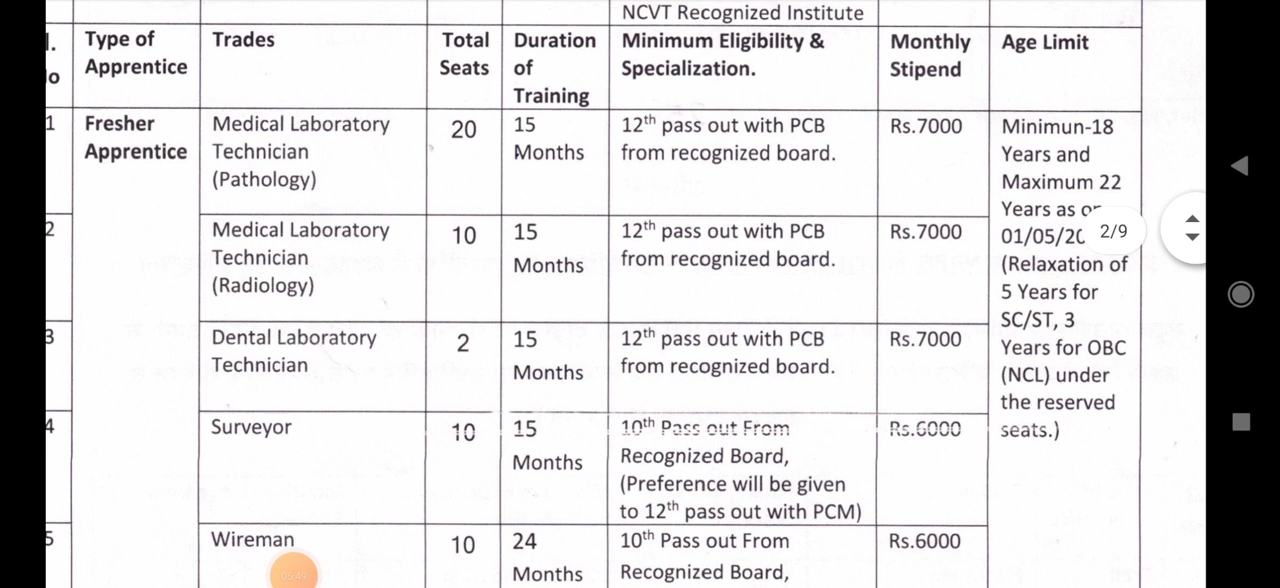 NCVT Recognized Institute
Type of
Apprentice
Trades
Total
Seats
Duration
of
Training
Minimum Eligibility &
Specialization.
Monthly
Stipend
Age Limit
1
Fresher
Apprentice
Medical Laboratory
Technician
(Pathology)
20
15
Months
12th pass out with PCB
from recognized board.
Rs.7000
Minimun-18
Years and
Maximum 22
Years as on
01/05/20
(Relaxation of
5 Years for
SC/ST, 3
Years for OBC
(NCL) under
the reserved
seats.)
2
Medical Laboratory
Technician
(Radiology)
10
15
Months
12th pass out with PCB
from recognized board.
Rs.7000
3
Dental Laboratory
Technician
2
15
Months
12th pass out with PCB
from recognized board.
Rs.7000
4
Surveyor
10
15
Months
10th Pass out From
Recognized Board,
(Preference will be given
to 12th pass out with PCM)
Rs.6000
5
Wireman
10
24
Months
10th Pass out From
Recognized Board,
Rs.6000
2/9
05:49